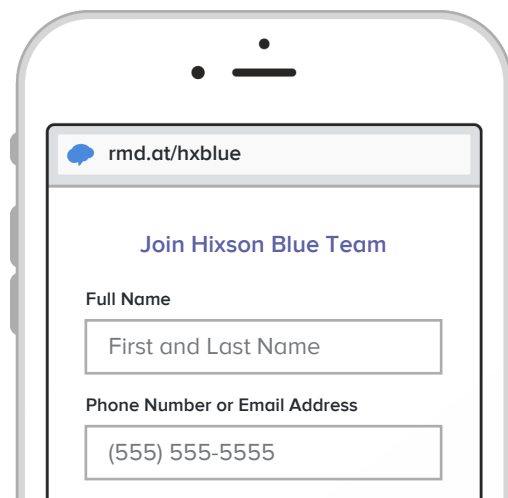 rmd.at/hxblue
Join Hixson Blue Team
Full Name
First and Last Name
Phone Number or Email Address
(555) 555-5555